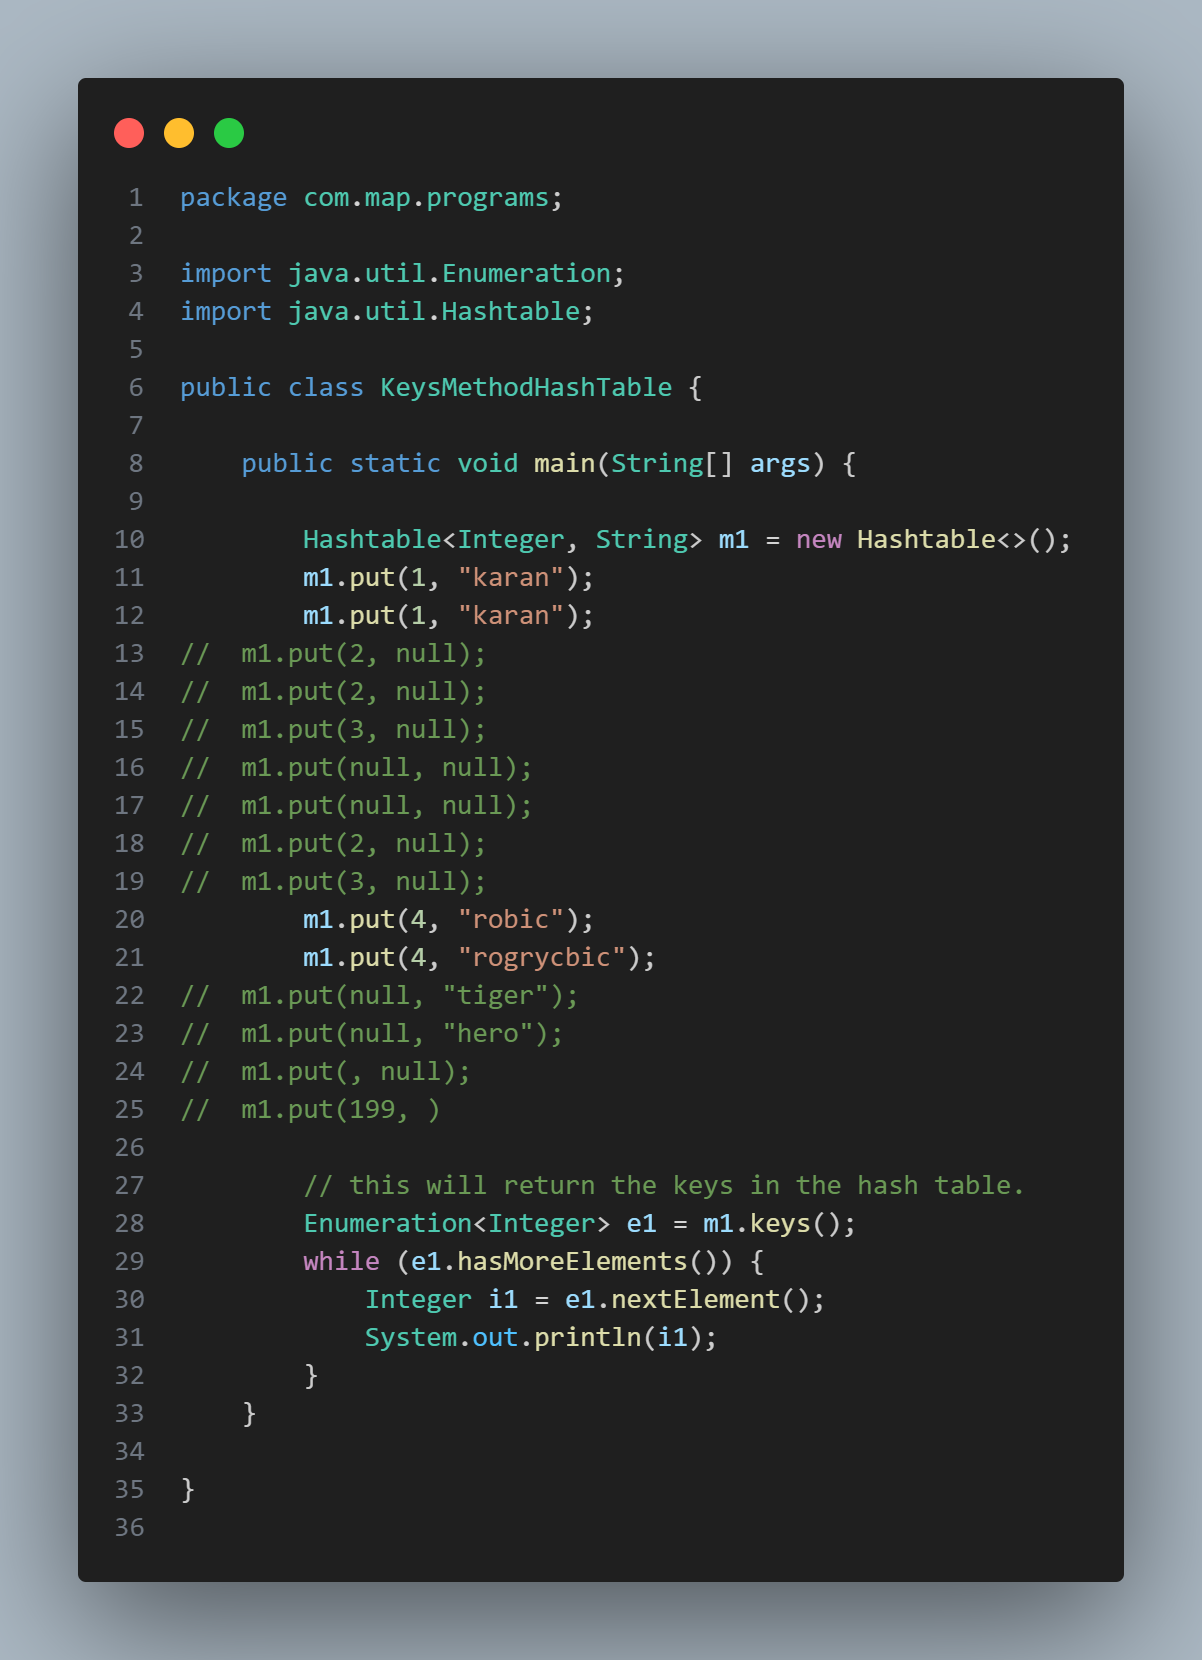 1 package com.map.programs;
2
3 import java.util.Enumeration;
4 import java.util.Hashtable;
5
6 public class KeysMethodHashTable {
7
8     public static void main(String[] args) {
9
10         Hashtable<Integer, String> m1 = new Hashtable<>();
11         m1.put(1, "karan");
12         m1.put(1, "karan");
13 //  m1.put(2, null);
14 //  m1.put(2, null);
15 //  m1.put(3, null);
16 //  m1.put(null, null);
17 //  m1.put(null, null);
18 //  m1.put(2, null);
19 //  m1.put(3, null);
20         m1.put(4, "robic");
21         m1.put(4, "rogrycbic");
22 //  m1.put(null, "tiger");
23 //  m1.put(null, "hero");
24 //  m1.put(, null);
25 //  m1.put(199, )
26
27         // this will return the keys in the hash table.
28         Enumeration<Integer> e1 = m1.keys();
29         while (e1.hasMoreElements()) {
30             Integer i1 = e1.nextElement();
31             System.out.println(i1);
32         }
33     }
34
35 }
36